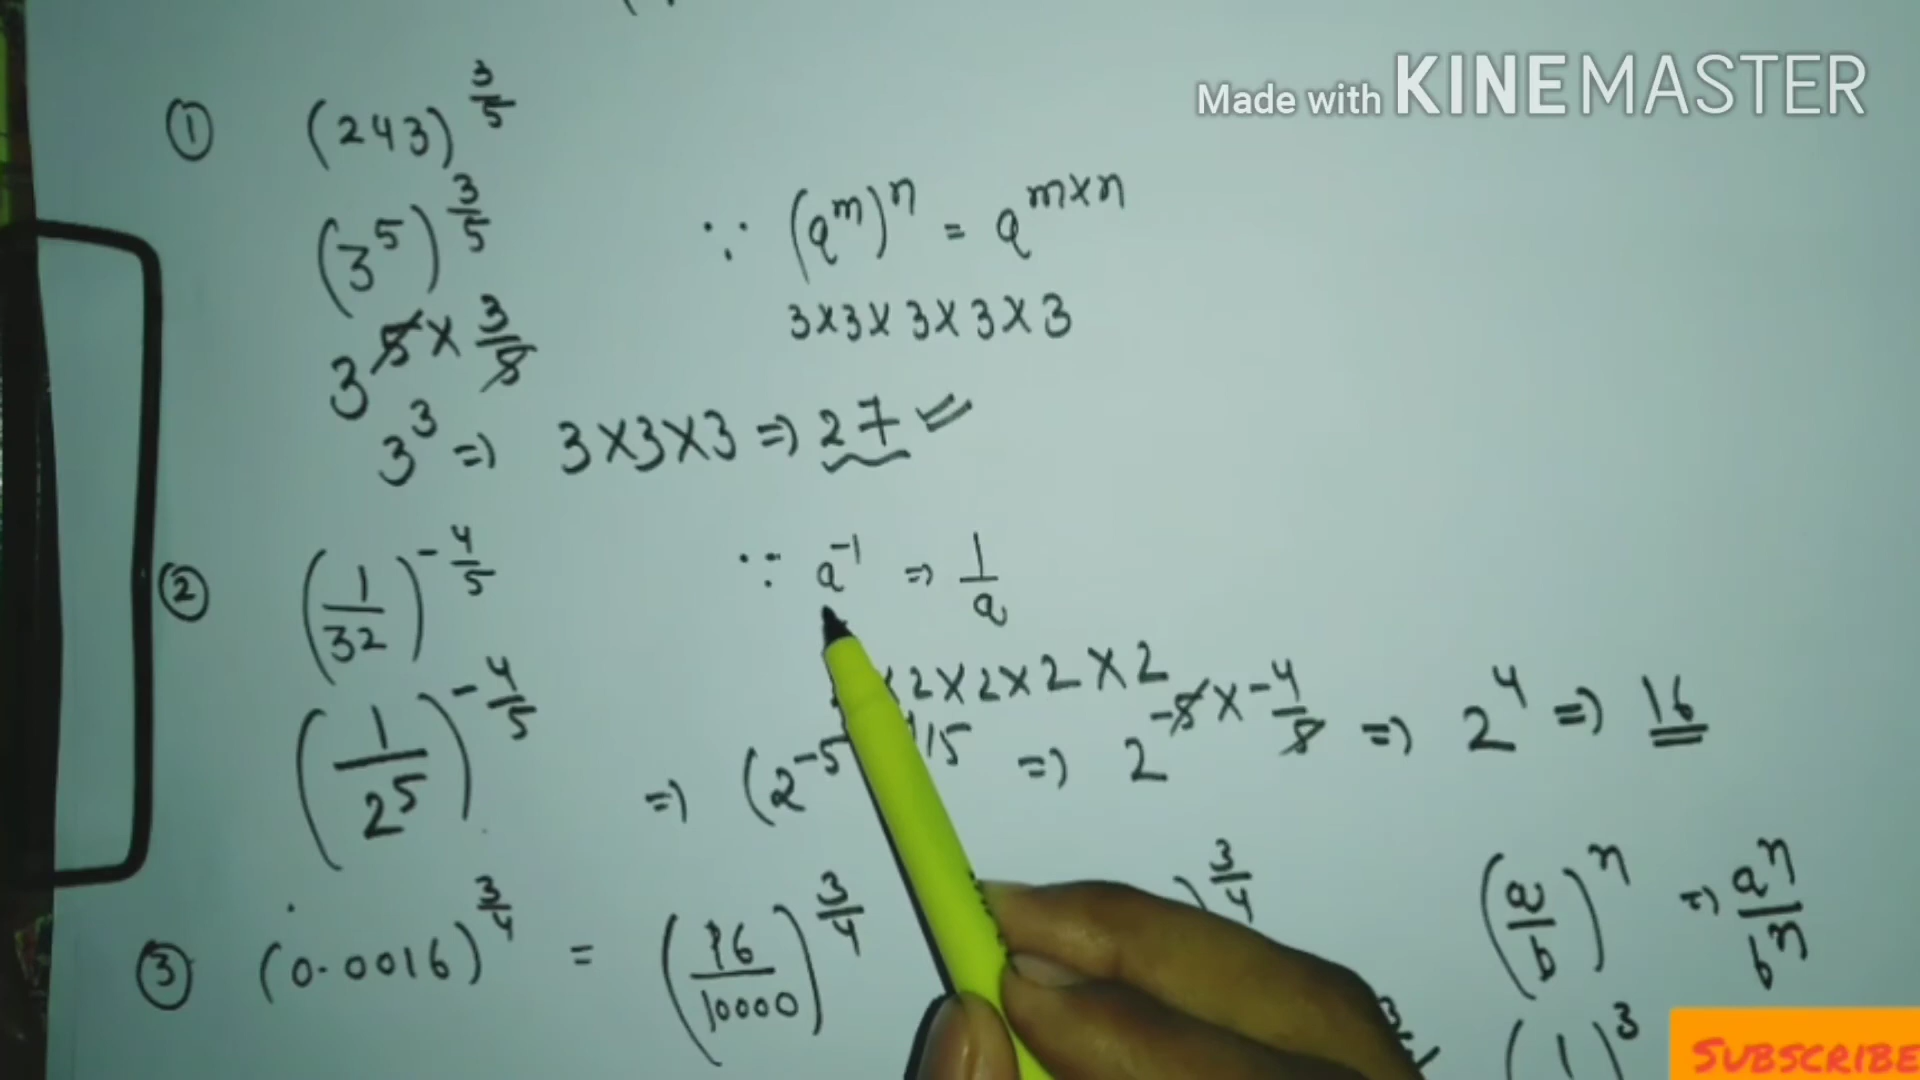 Made with KINEMASTER
① (243)^{3/5}
(3^5)^{3/5} ∵ (a^m)^n = a^{m×n}
3^{5×3/5} 3×3×3×3×3
3^3 ⇒ 3×3×3 ⇒ 27
② (1/32)^{-4/5} ∵ a^{-1} ⇒ 1/a
×2×2×2×2
(1/2^5)^{-4/5} ⇒ (2^{-5} 15 ⇒ 2^{-5×-4/5} ⇒ 2^4 ⇒ 16
③ (0.0016)^{3/4} = (16/10000)^{3/4} )^{3/4} (a/b)^n ⇒ a^n/b^n
(1)^3
SUBSCRIBE